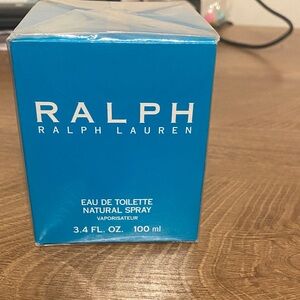 RALPH
RALPH LAUREN
EAU DE TOILETTE
NATURAL SPRAY
VAPORISATEUR
3.4 FL. OZ. 100 ml